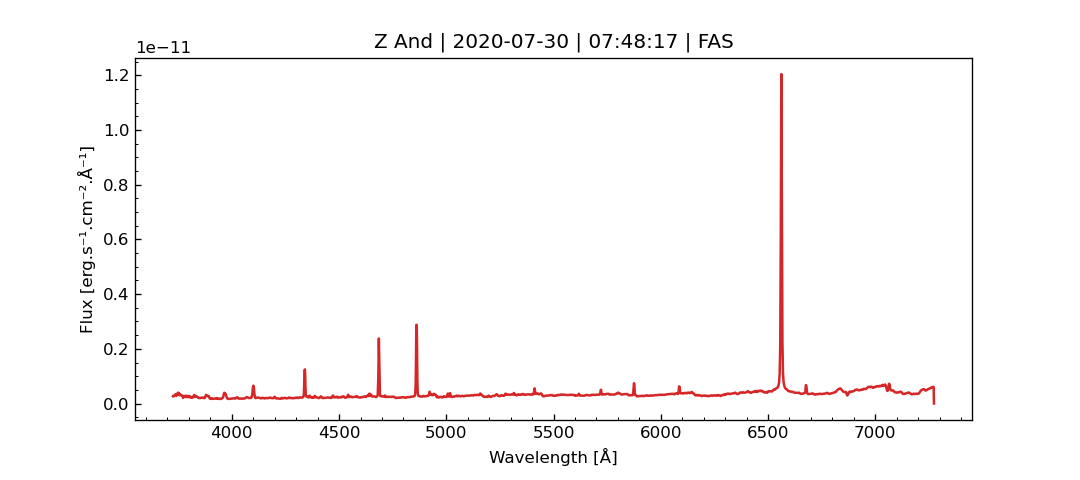 Z And | 2020-07-30 | 07:48:17 | FAS
1e−11
1.2
1.0
0.8
0.6
0.4
0.2
0.0
Flux [erg.s⁻¹.cm⁻².Å⁻¹]
4000 4500 5000 5500 6000 6500 7000
Wavelength [Å]